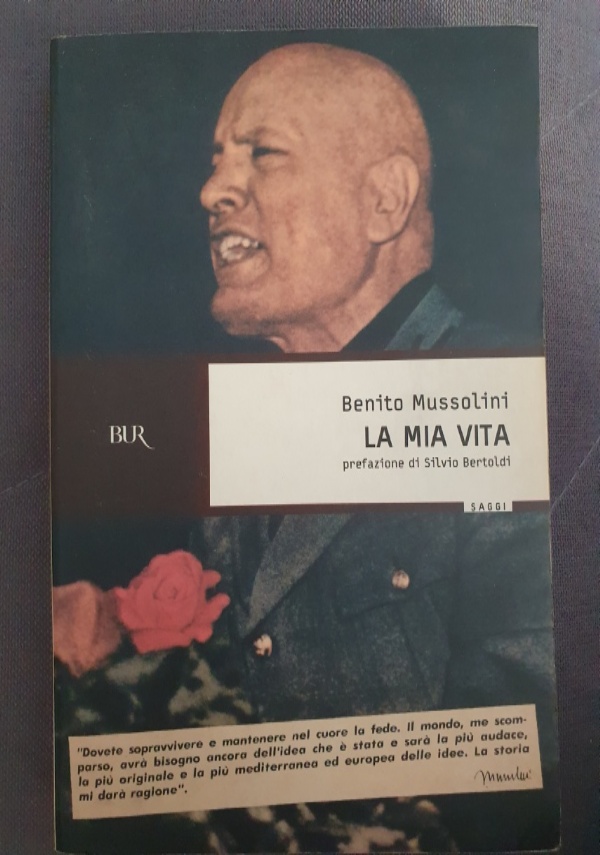 Benito Mussolini
BUR
LA MIA VITA
prefazione di Silvio Bertoldi
SAGGI
"Dovete sopravvivere e mantenere nel cuore la fede. Il mondo, me scom-
parso, avrà bisogno ancora dell'idea che è stata e sarà la più audace,
la più originale e la più mediterranea ed europea delle idee. La storia
mi darà ragione".